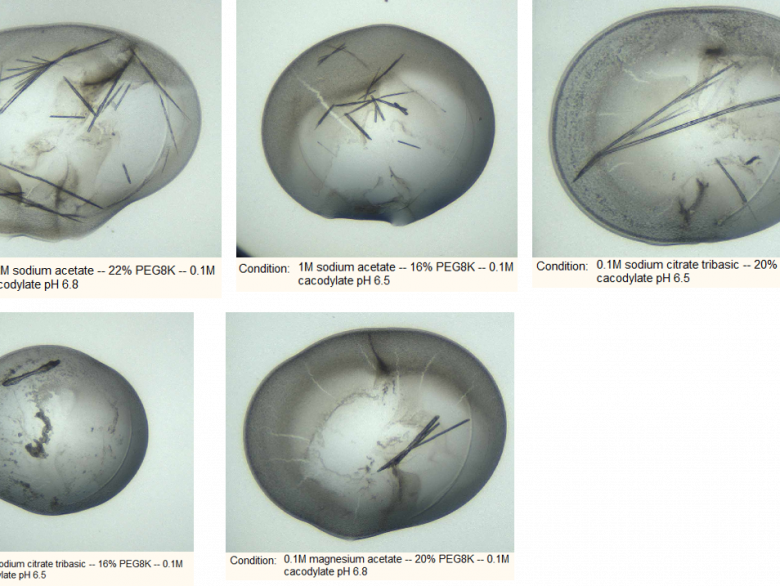 M sodium acetate -- 22% PEG8K -- 0.1M
codylate pH 6.8
Condition: 1M sodium acetate -- 16% PEG8K -- 0.1M
cacodylate pH 6.5
Condition: 0.1M sodium citrate tribasic -- 20%
cacodylate pH 6.5
odium citrate tribasic -- 16% PEG8K -- 0.1M
ylate pH 6.5
Condition: 0.1M magnesium acetate -- 20% PEG8K -- 0.1M
cacodylate pH 6.8